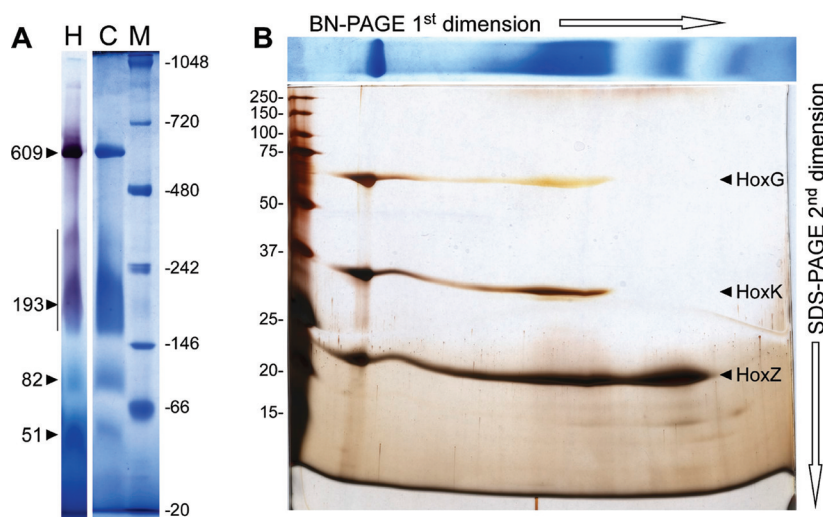 A
H C M
-1048
-720
609
-480
-242
193
-146
82
-66
51
-20
B
BN-PAGE 1st dimension
250-
150-
100-
75-
50-
37-
25-
20-
15-
HoxG
HoxK
HoxZ
SDS-PAGE 2nd dimension